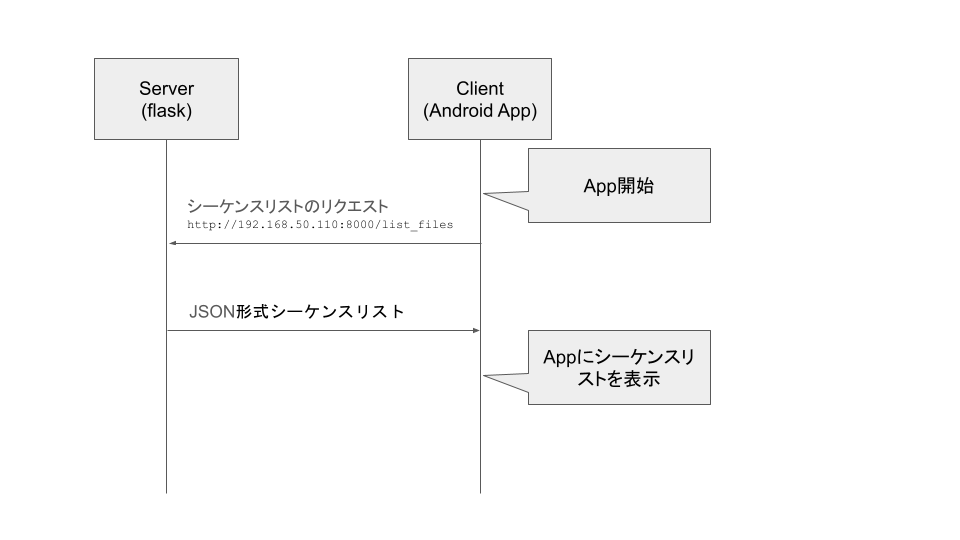 Server
(flask)
Client
(Android App)
App開始
シーケンスリストのリクエスト
http://192.168.50.110:8000/list_files
JSON形式シーケンスリスト
Appにシーケンスリ
ストを表示